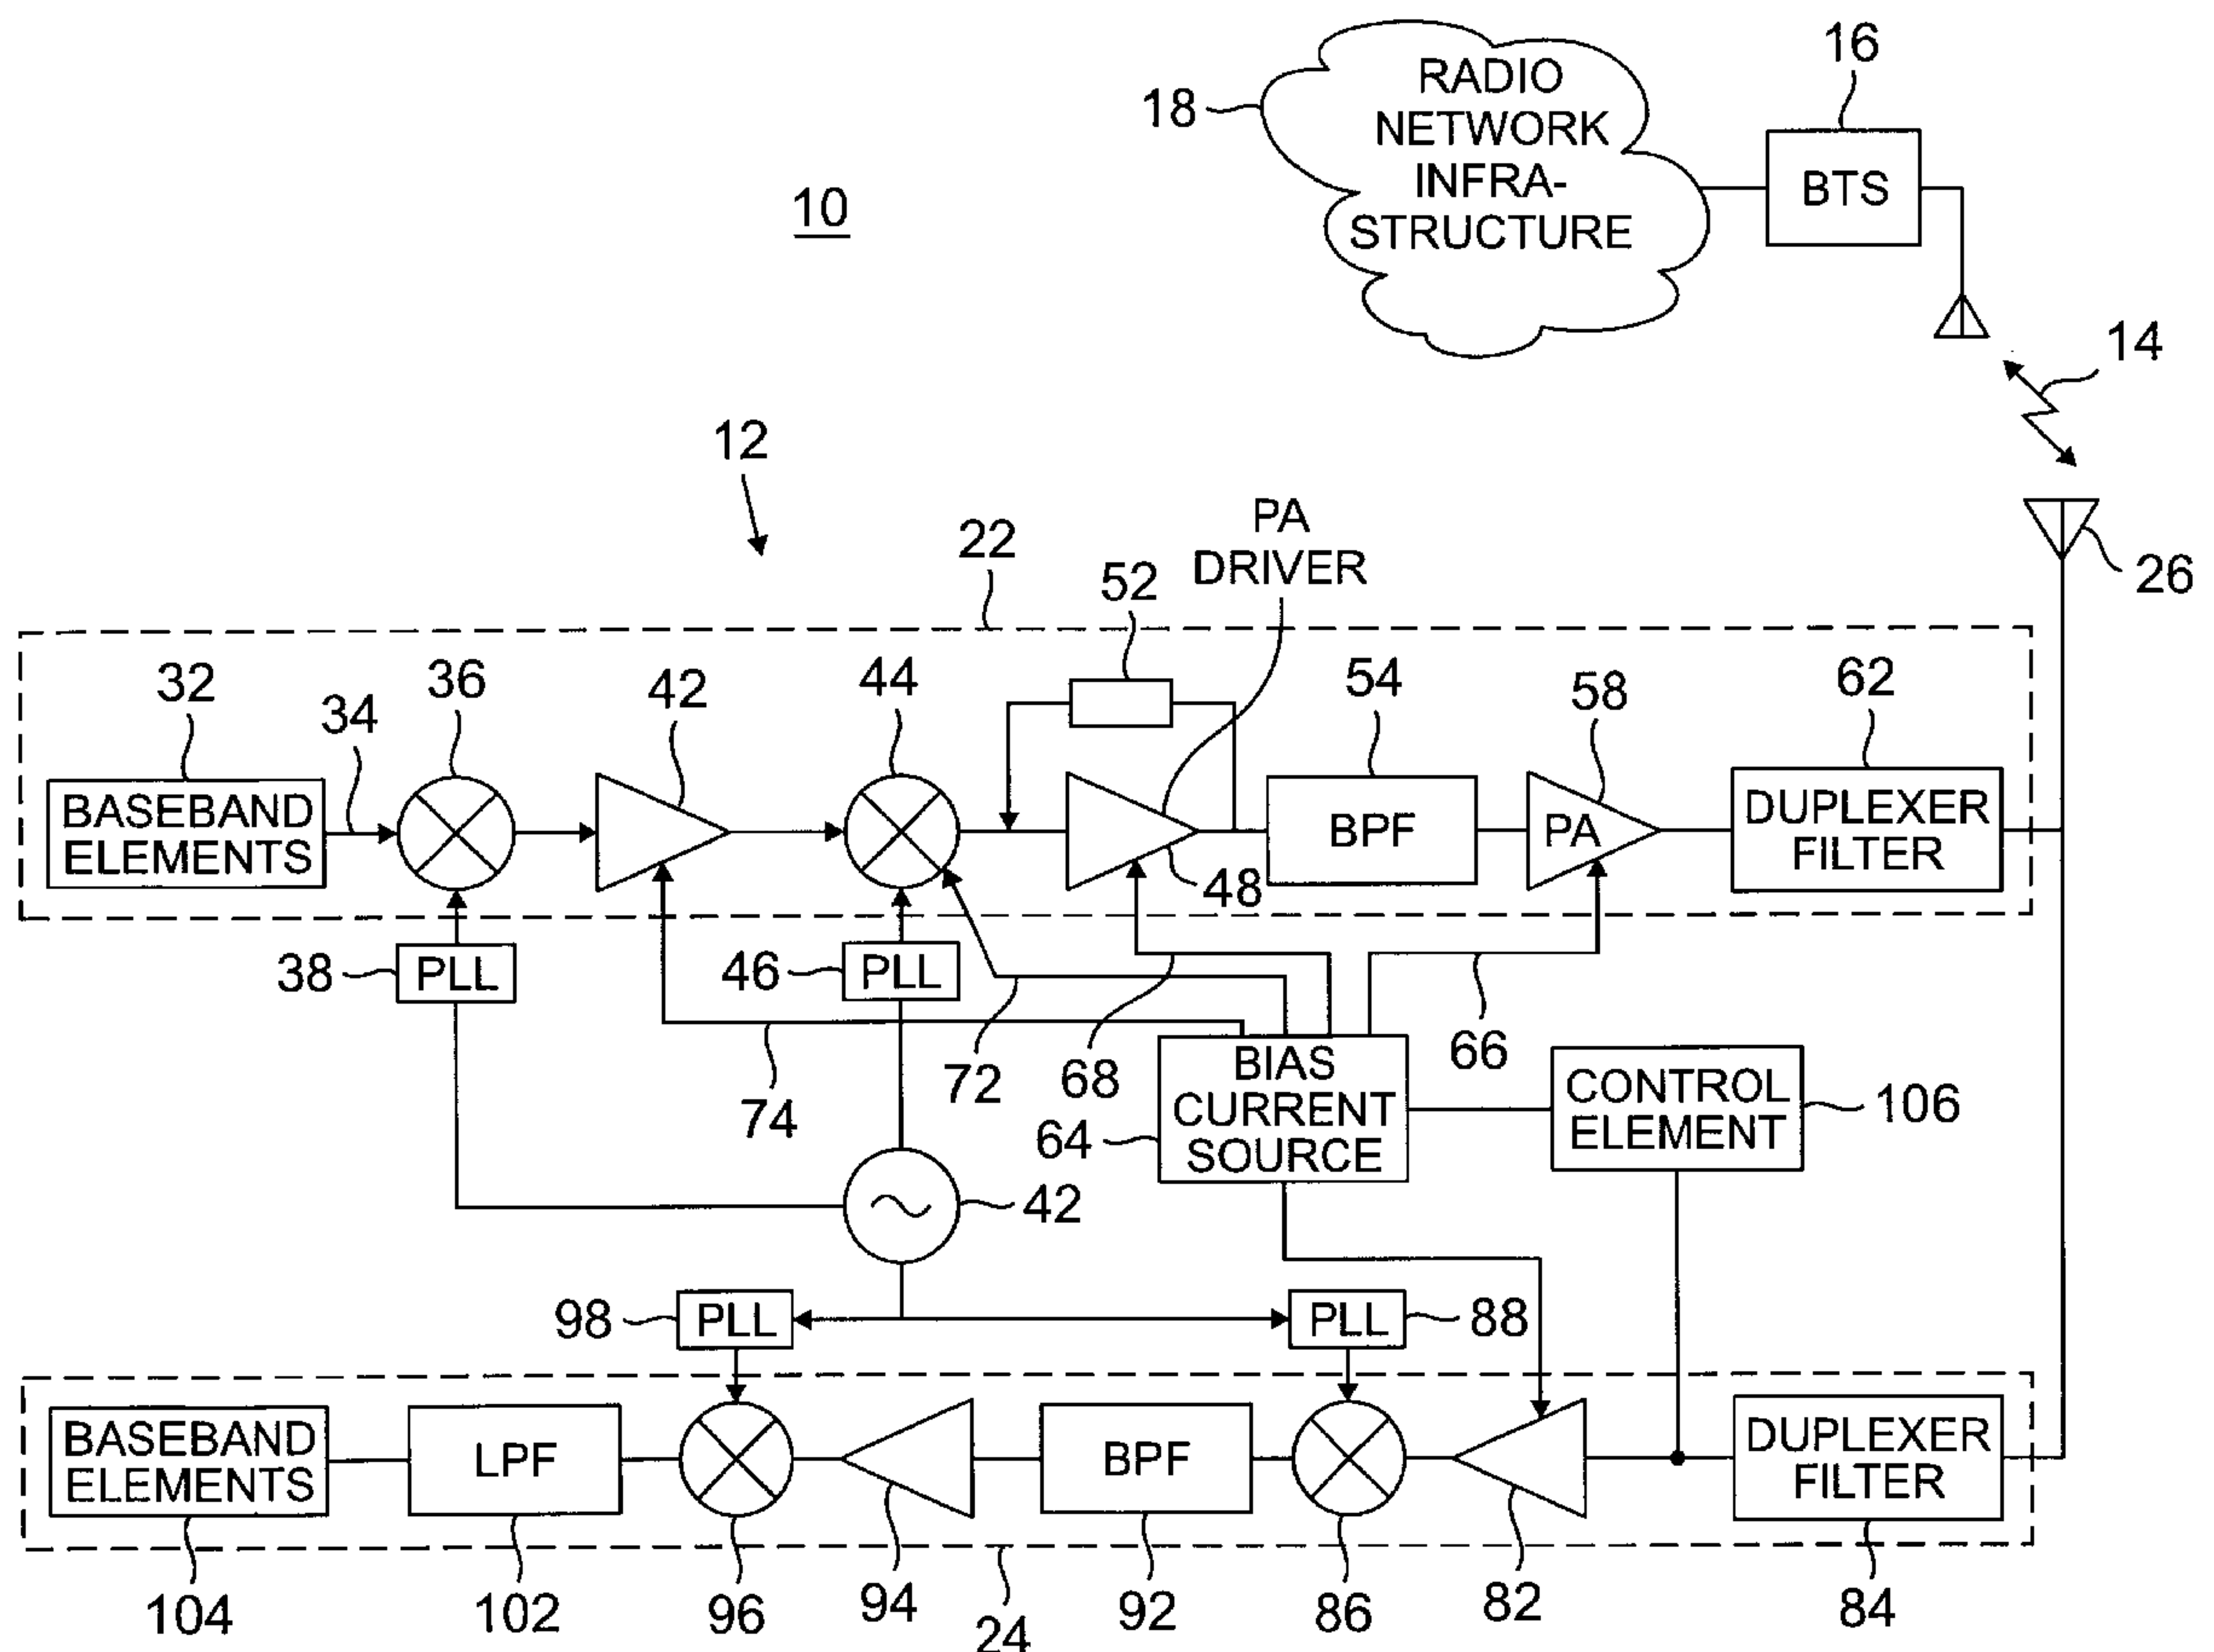 16
18
RADIO
NETWORK
INFRA-
STRUCTURE
BTS
10
14
12
22
PA
DRIVER
52
26
32
34
36
42
44
54
58
62
BASEBAND
ELEMENTS
BPF
PA
DUPLEXER
FILTER
48
38
PLL
46
PLL
74
72
68
66
64
BIAS
CURRENT
SOURCE
CONTROL
ELEMENT
106
42
98
PLL
PLL
88
BASEBAND
ELEMENTS
LPF
BPF
DUPLEXER
FILTER
104
102
96
94
24
92
86
82
84